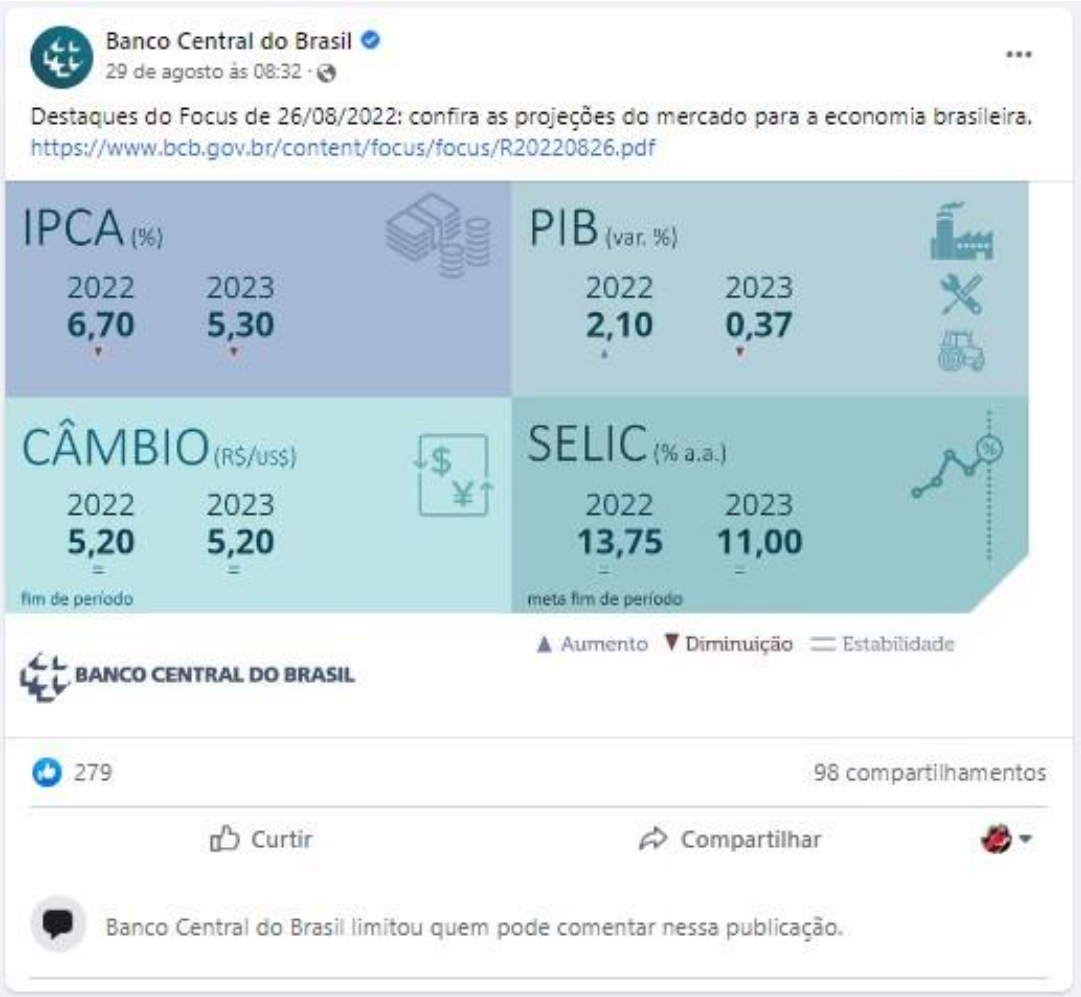 Banco Central do Brasil
29 de agosto às 08:32 ·
Destaques do Focus de 26/08/2022: confira as projeções do mercado para a economia brasileira.
https://www.bcb.gov.br/content/focus/focus/R20220826.pdf
IPCA (%)
2022 2023
6,70 5,30
PIB (var. %)
2022 2023
2,10 0,37
CÂMBIO (R$/US$)
2022 2023
5,20 5,20
= =
fim de período
$
¥
SELIC (% a.a.)
%
2022 2023
13,75 11,00
= =
meta fim de período
▲ Aumento ▼ Diminuição = Estabilidade
BANCO CENTRAL DO BRASIL
279
98 compartilhamentos
Curtir
Compartilhar
Banco Central do Brasil limitou quem pode comentar nessa publicação.